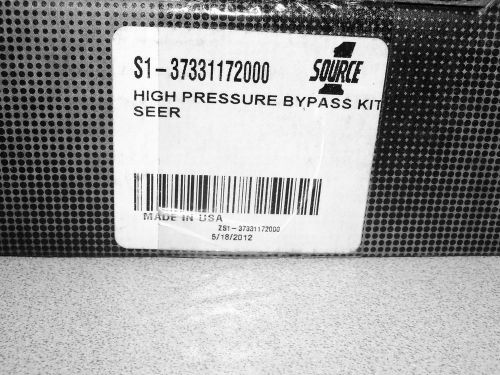 S1-37331172000
1
SOURCE
HIGH PRESSURE BYPASS KIT
SEER
MADE IN USA
ZS1-37331172000
5/18/2012